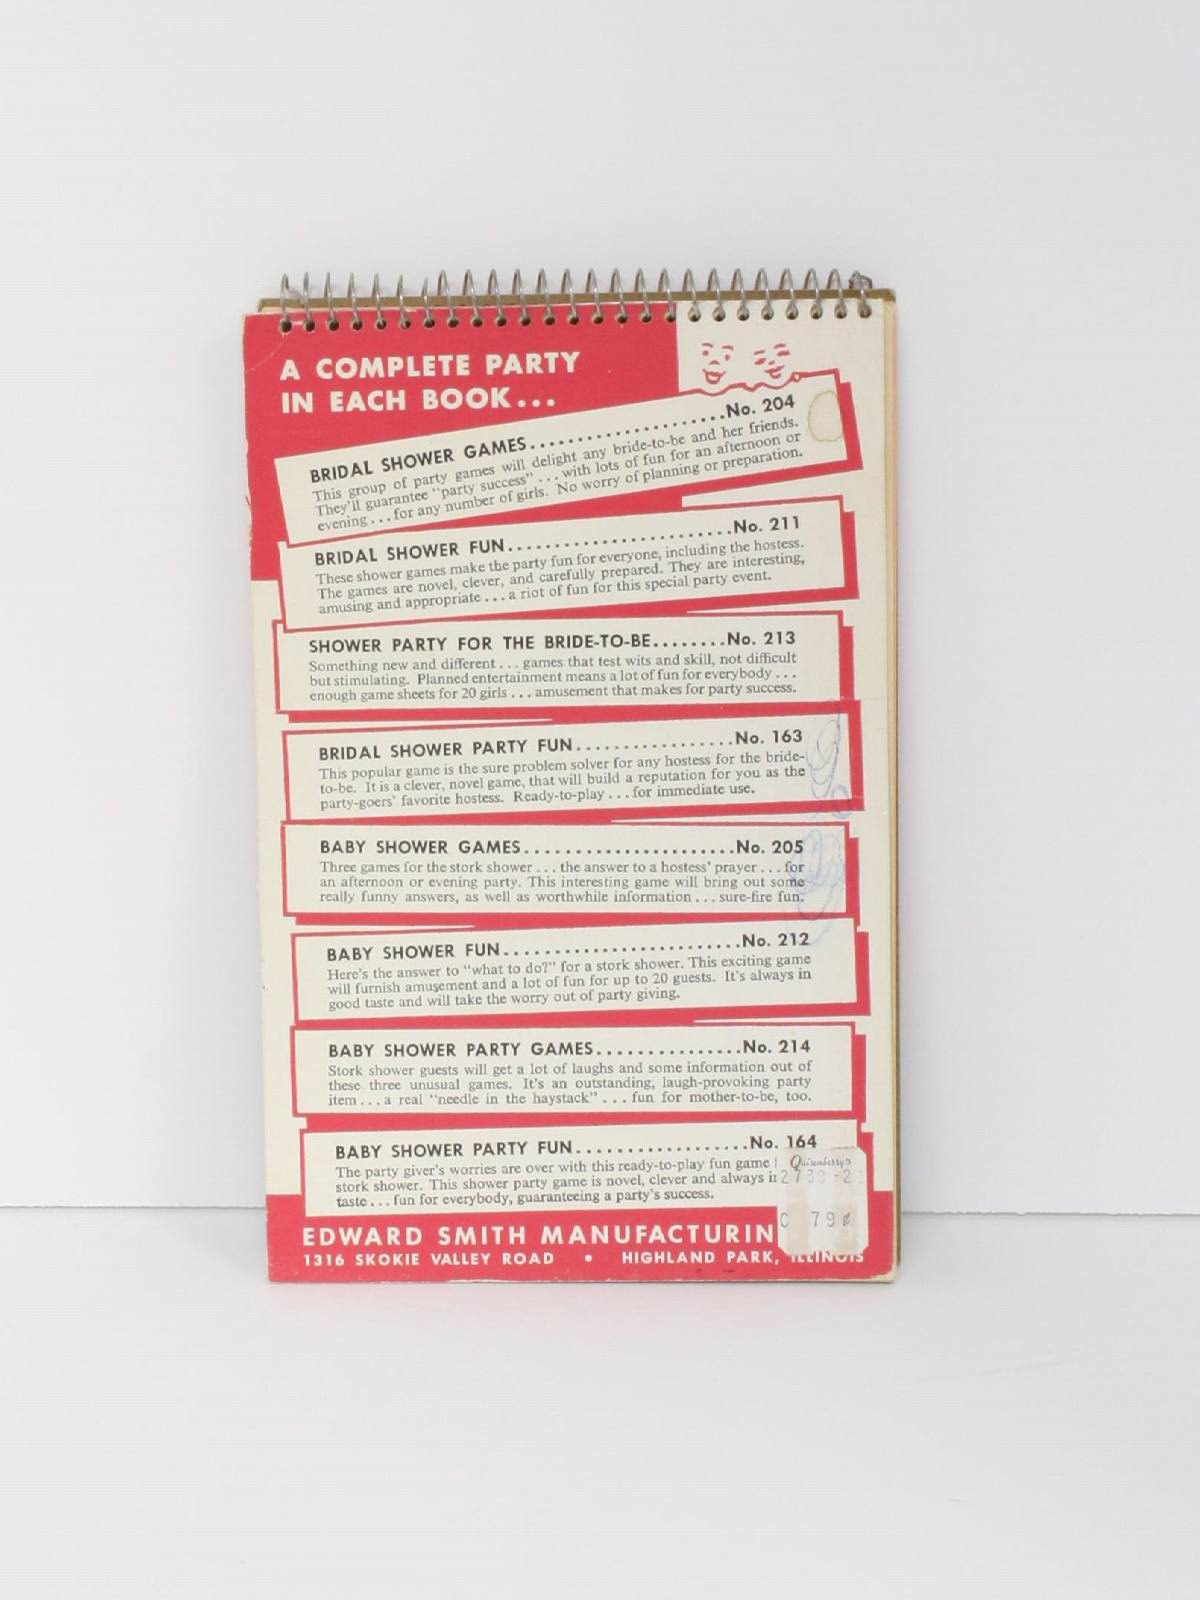 A COMPLETE PARTY
IN EACH BOOK...
BRIDAL SHOWER GAMES.....................No. 204
This group of party games will delight any bride-to-be and her friends.
They'll guarantee "party success" ... with lots of fun for an afternoon or
evening ... for any number of girls. No worry of planning or preparation.
BRIDAL SHOWER FUN........................No. 211
These shower games make the party fun for everyone, including the hostess.
The games are novel, clever, and carefully prepared. They are interesting,
amusing and appropriate ... a riot of fun for this special party event.
SHOWER PARTY FOR THE BRIDE-TO-BE........No. 213
Something new and different ... games that test wits and skill, not difficult
but stimulating. Planned entertainment means a lot of fun for everybody ...
enough game sheets for 20 girls ... amusement that makes for party success.
BRIDAL SHOWER PARTY FUN.................No. 163
This popular game is the sure problem solver for any hostess for the bride-
to-be. It is a clever, novel game, that will build a reputation for you as the
party-goers' favorite hostess. Ready-to-play ... for immediate use.
BABY SHOWER GAMES.......................No. 205
Three games for the stork shower ... the answer to a hostess' prayer ... for
an afternoon or evening party. This interesting game will bring out some
really funny answers, as well as worthwhile information ... sure-fire fun.
BABY SHOWER FUN..........................No. 212
Here's the answer to "what to do?" for a stork shower. This exciting game
will furnish amusement and a lot of fun for up to 20 guests. It's always in
good taste and will take the worry out of party giving.
BABY SHOWER PARTY GAMES...............No. 214
Stork shower guests will get a lot of laughs and some information out of
these three unusual games. It's an outstanding, laugh-provoking party
item ... a real "needle in the haystack" ... fun for mother-to-be, too.
BABY SHOWER PARTY FUN..................No. 164
The party giver's worries are over with this ready-to-play fun game
stork shower. This shower party game is novel, clever and always in
taste ... fun for everybody, guaranteeing a party's success.
Quisenberry's
C 79¢
EDWARD SMITH MANUFACTURIN
1316 SKOKIE VALLEY ROAD • HIGHLAND PARK, ILLINOIS